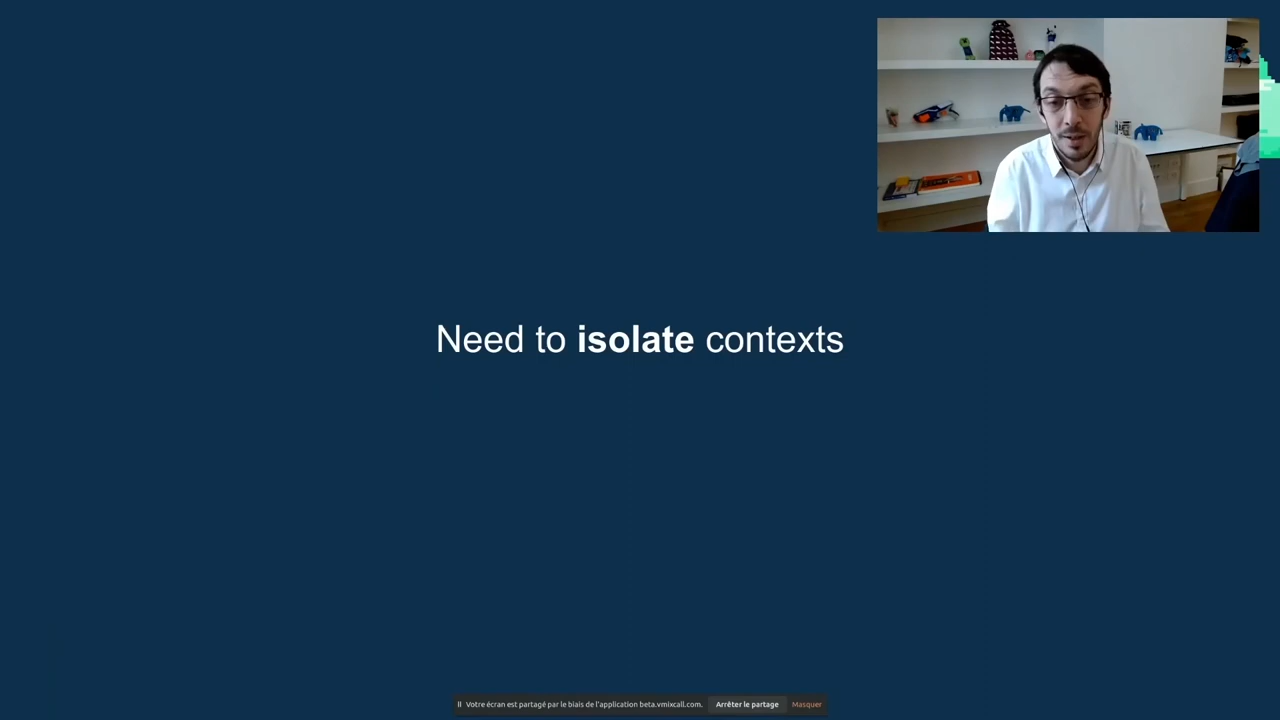 Need to isolate contexts
Votre écran est partagé par le biais de l'application beta.vmixcall.com. Arrêter le partage Masquer